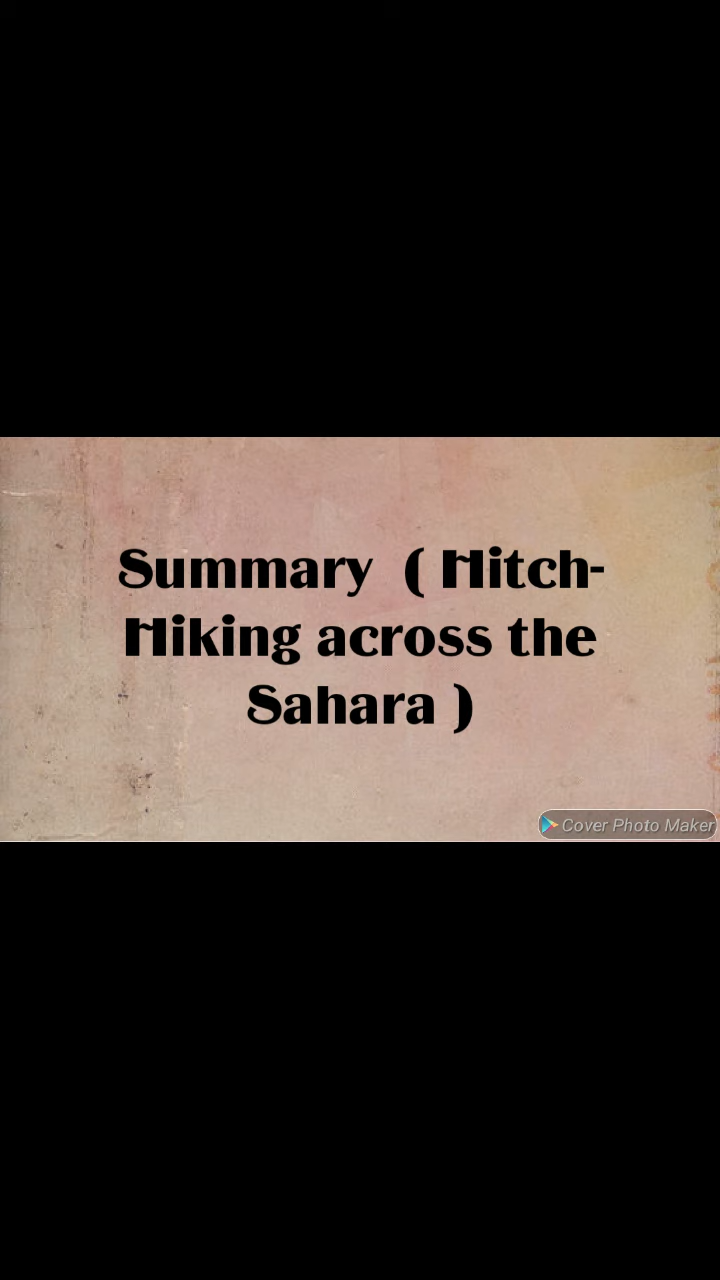 Summary ( Hitch-
Hiking across the
Sahara )
Cover Photo Maker